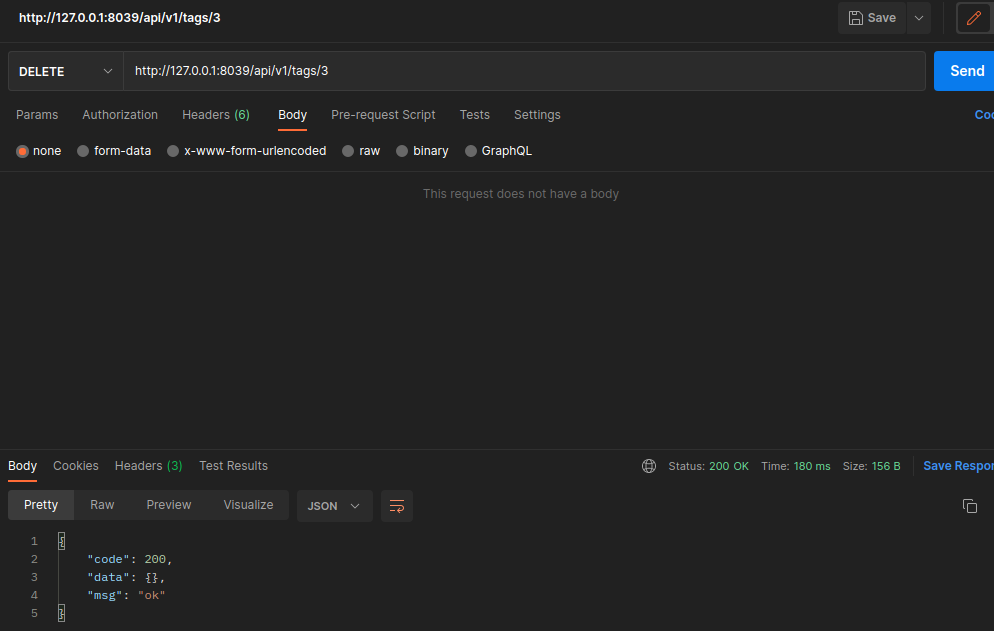 http://127.0.0.1:8039/api/v1/tags/3 Save
DELETE http://127.0.0.1:8039/api/v1/tags/3 Send
Params Authorization Headers (6) Body Pre-request Script Tests Settings Coo
none form-data x-www-form-urlencoded raw binary GraphQL
This request does not have a body
Body Cookies Headers (3) Test Results Status: 200 OK Time: 180 ms Size: 156 B Save Respon
Pretty Raw Preview Visualize JSON
1 {
2 "code": 200,
3 "data": {},
4 "msg": "ok"
5 }